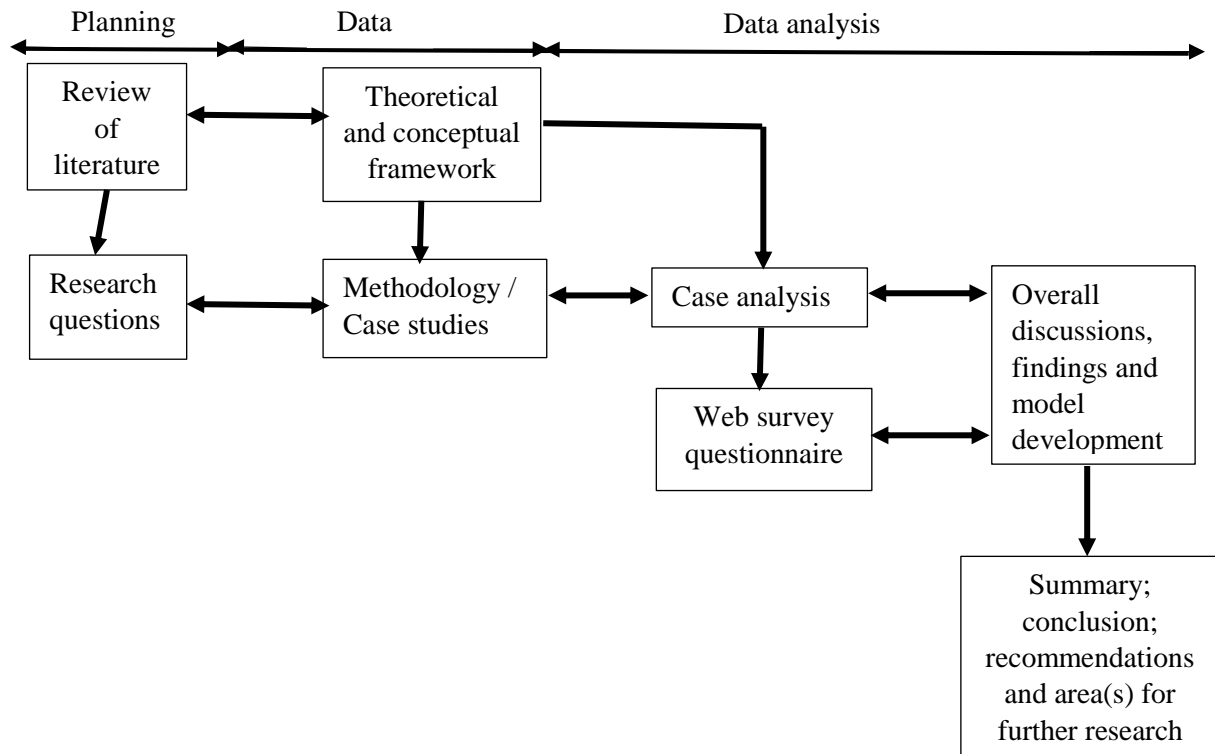 Planning
Data
Data analysis
Review
of
literature
Theoretical
and conceptual
framework
Research
questions
Methodology /
Case studies
Case analysis
Overall
discussions,
findings and
model
development
Web survey
questionnaire
Summary;
conclusion;
recommendations
and area(s) for
further research